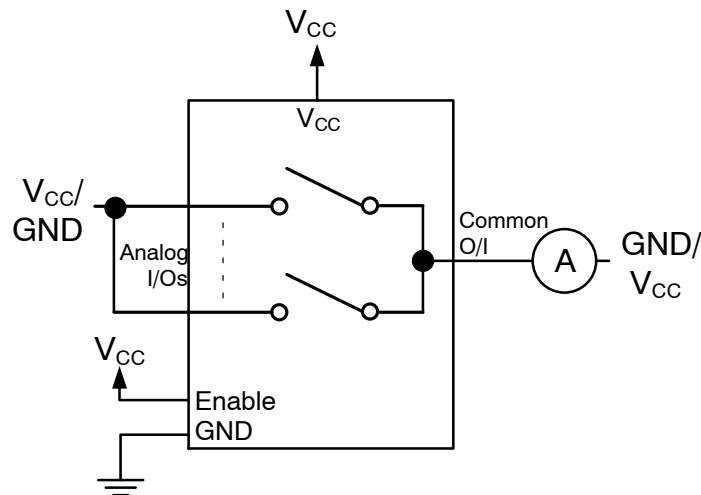 VCC
VCC
VCC/
GND
Analog
I/Os
Common
O/I
A
GND/
VCC
VCC
Enable
GND